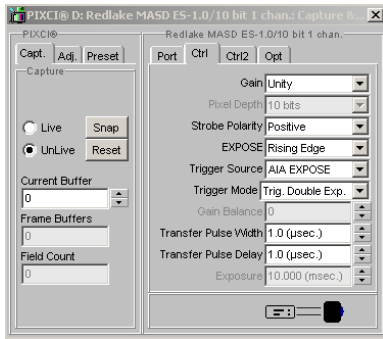 PIXCI® D: Redlake MASD ES-1.0/10 bit 1 chan.: Capture &
PIXCI®
Capt. Adj. Preset
Capture
Live Snap
UnLive Reset
Current Buffer
0
Frame Buffers
0
Field Count
0
Redlake MASD ES-1.0/10 bit 1 chan.
Port Ctrl Ctrl2 Opt
Gain Unity
Pixel Depth 10 bits
Strobe Polarity Positive
EXPOSE Rising Edge
Trigger Source AIA EXPOSE
Trigger Mode Trig. Double Exp.
Gain Balance 0
Transfer Pulse Width 1.0 (µsec.)
Transfer Pulse Delay 1.0 (µsec.)
Exposure 10.000 (msec.)